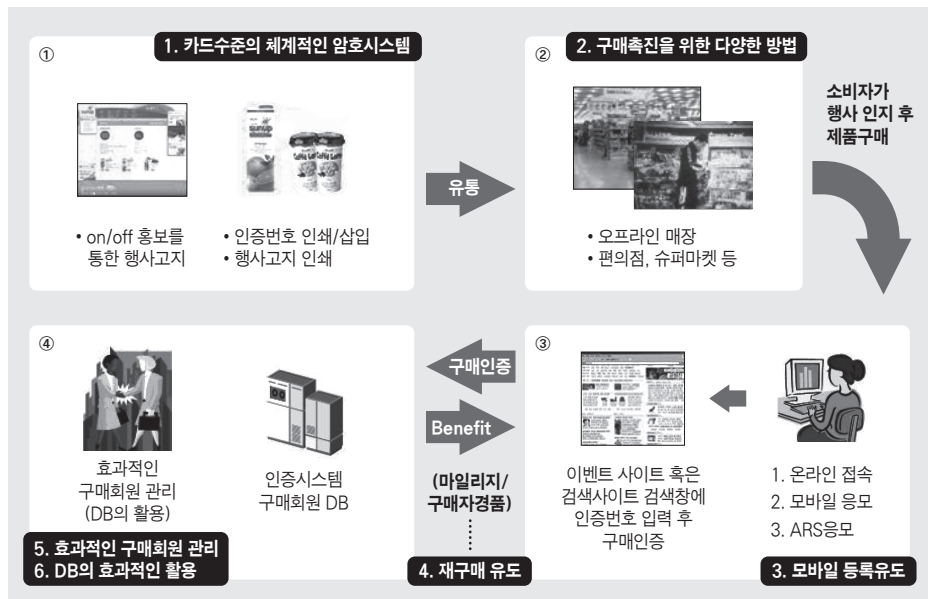 ①
1. 카드수준의 체계적인 암호시스템
sunup
• on/off 홍보를
통한 행사고지
• 인증번호 인쇄/삽입
• 행사고지 인쇄
유통
②
2. 구매촉진을 위한 다양한 방법
• 오프라인 매장
• 편의점, 슈퍼마켓 등
소비자가
행사 인지 후
제품구매
③
1. 온라인 접속
2. 모바일 응모
3. ARS응모
이벤트 사이트 혹은
검색사이트 검색창에
인증번호 입력 후
구매인증
3. 모바일 등록유도
구매인증
Benefit
(마일리지/
구매자경품)
4. 재구매 유도
④
효과적인
구매회원 관리
(DB의 활용)
인증시스템
구매회원 DB
5. 효과적인 구매회원 관리
6. DB의 효과적인 활용